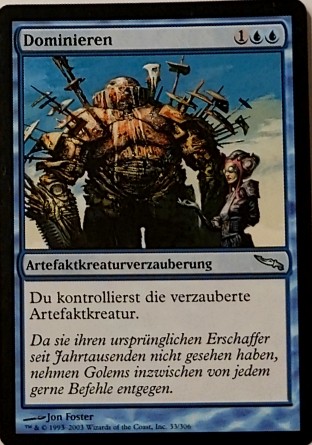 Dominieren 1
Artefaktkreaturverzauberung
Du kontrollierst die verzauberte
Artefaktkreatur.
Da sie ihren ursprünglichen Erschaffer
seit Jahrtausenden nicht gesehen haben,
nehmen Golems inzwischen von jedem
gerne Befehle entgegen.
Jon Foster
™ & © 1993-2003 Wizards of the Coast, Inc. 33/306